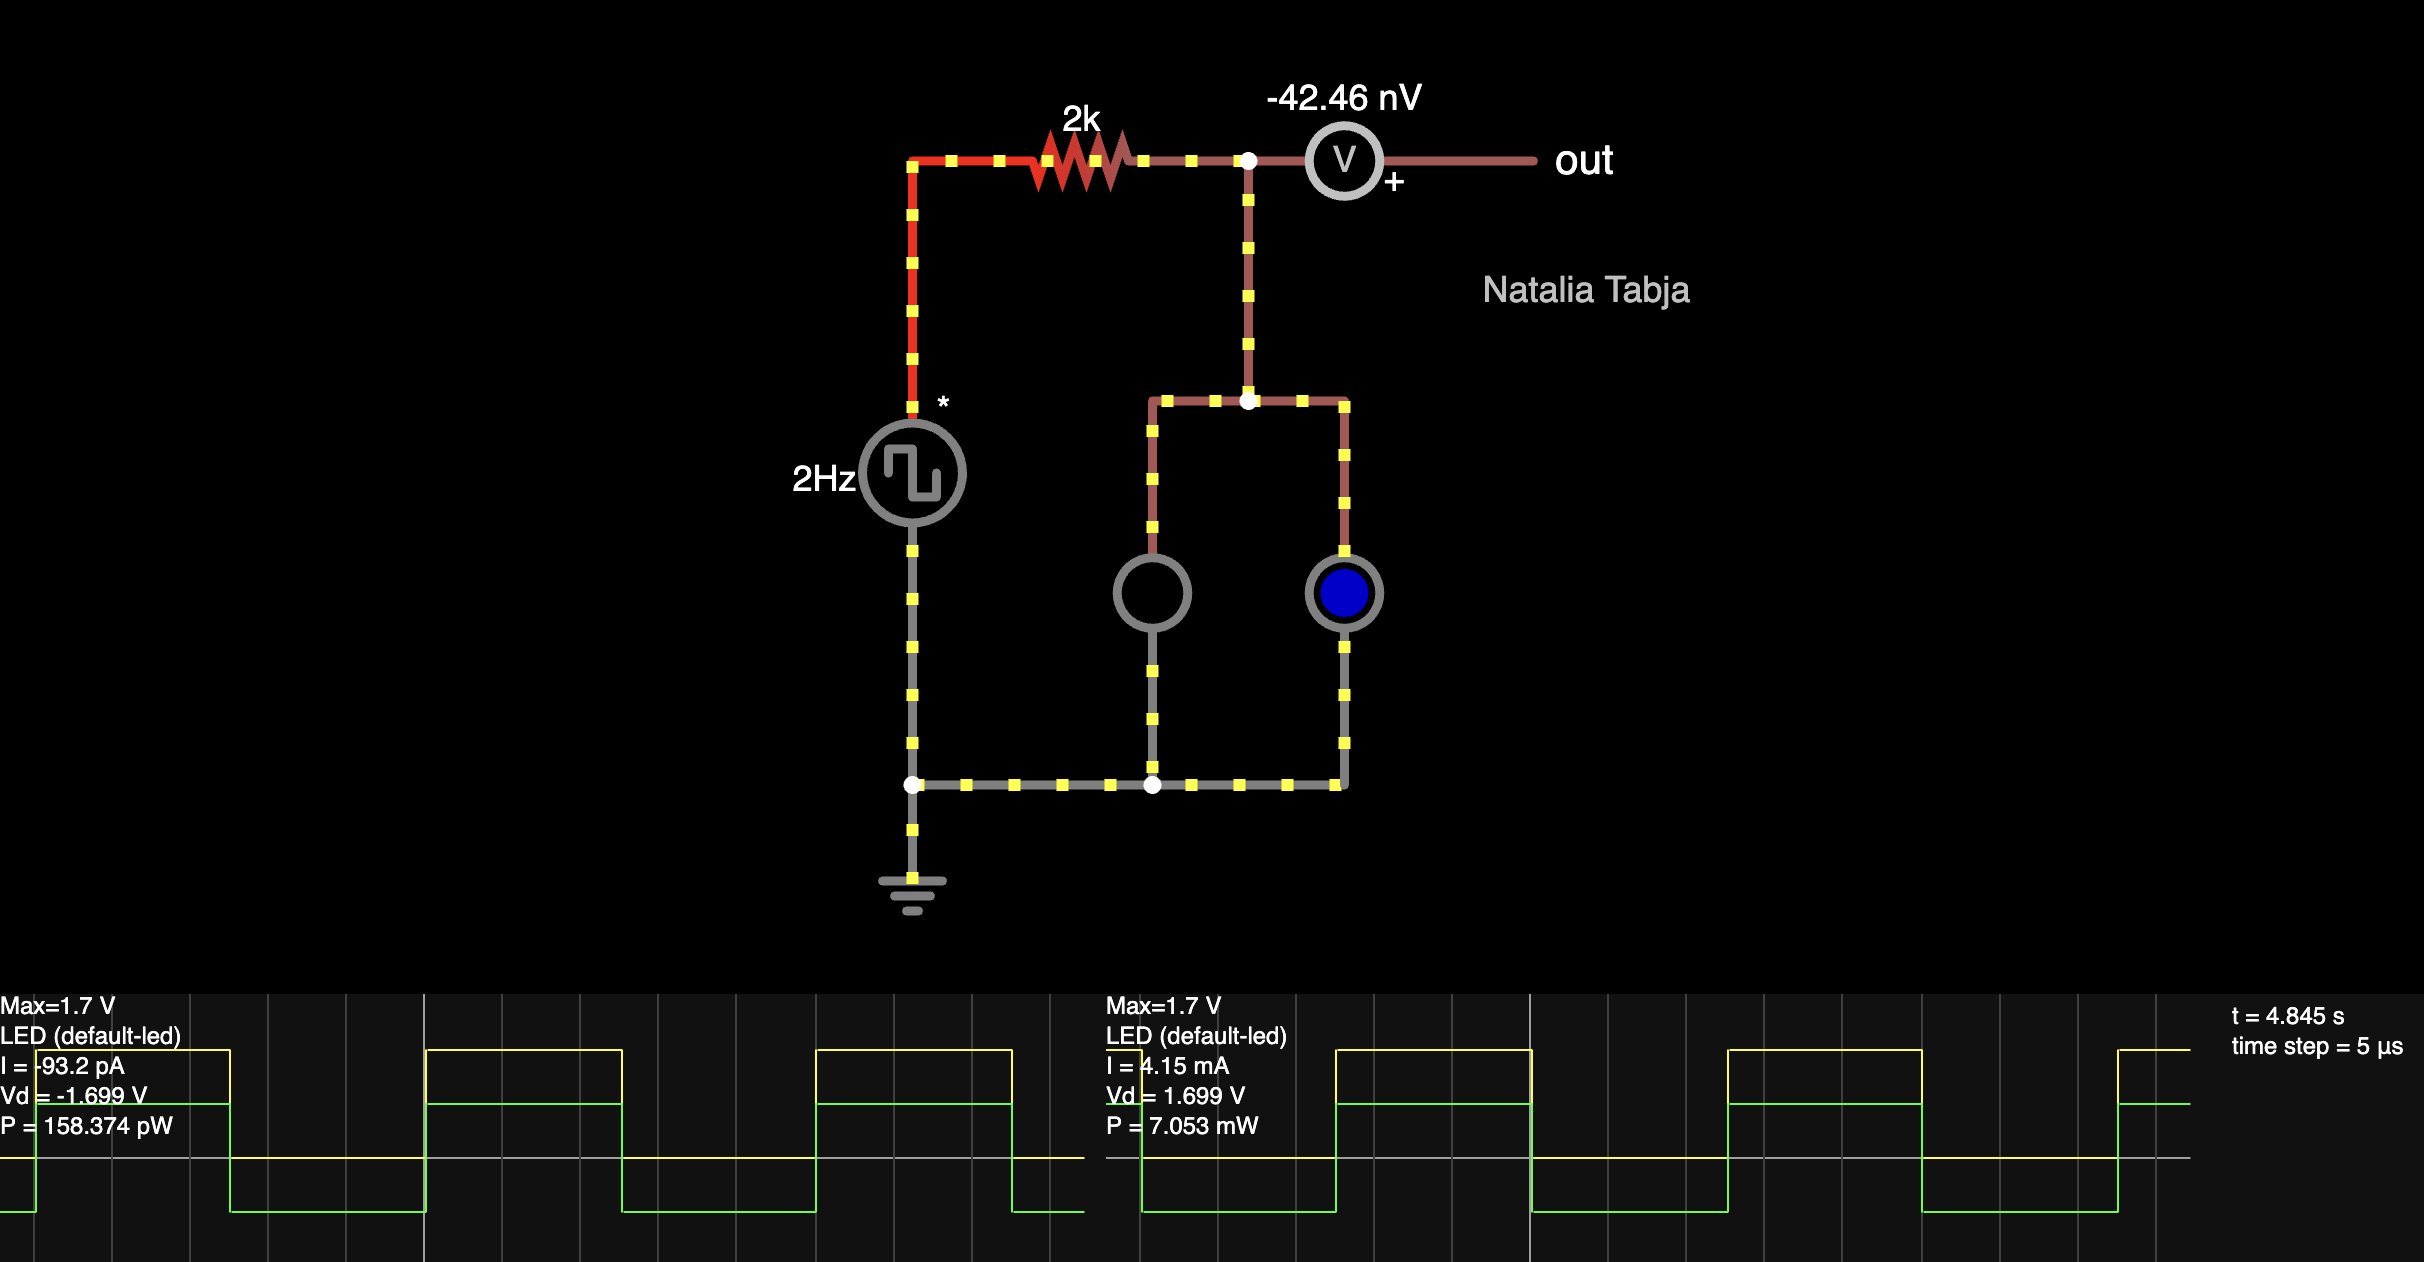 -42.46 nV
2k
V
+
out
Natalia Tabja
*
2Hz
Max=1.7 V
LED (default-led)
I = -93.2 pA
Vd = -1.699 V
P = 158.374 pW
Max=1.7 V
LED (default-led)
I = 4.15 mA
Vd = 1.699 V
P = 7.053 mW
t = 4.845 s
time step = 5 µs